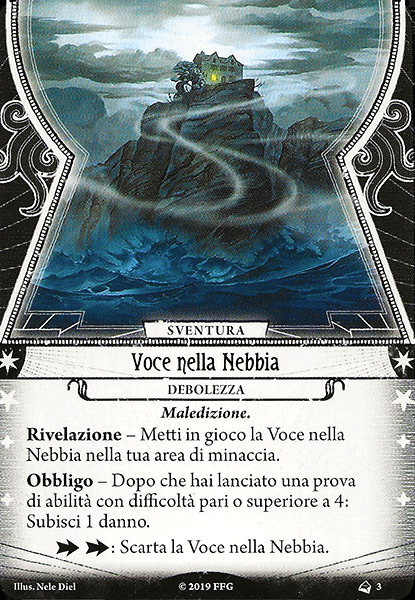 SVENTURA
Voce nella Nebbia
DEBOLEZZA
Maledizione.
Rivelazione – Metti in gioco la Voce nella
Nebbia nella tua area di minaccia.
Obbligo – Dopo che hai lanciato una prova
di abilità con difficoltà pari o superiore a 4:
Subisci 1 danno.
: Scarta la Voce nella Nebbia.
Illus. Nele Diel
© 2019 FFG
3